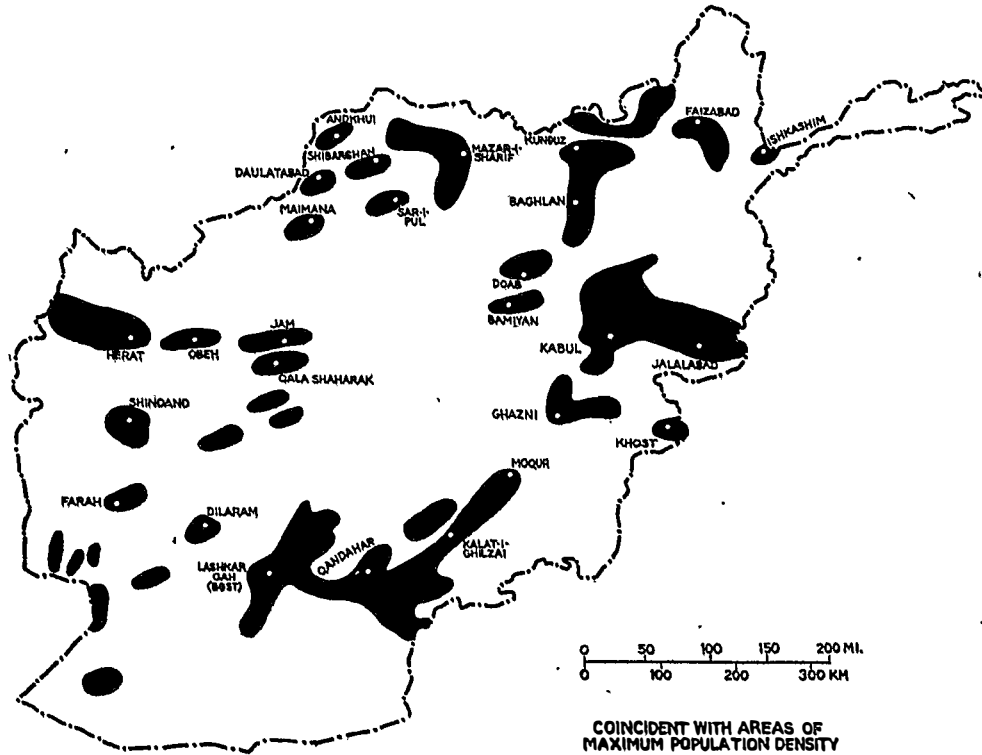 ANDKHUI
FAIZABAD
ISHKASHIM
SHIBARGHAN
KUNDUZ
MAZAR-I-
SHARIF
DAULATABAD
MAIMANA
SAR-I-
PUL
BAGHLAN
DOAB
BAMIYAN
HERAT
OBEH
JAM
KABUL
JALALABAD
QALA SHAHARAK
SHINDAND
GHAZNI
KHOST
MOQUR
FARAH
DILARAM
KALAT-I-
GHILZAI
LASHKAR
GAH
(BOST)
QANDAHAR
0 50 100 150 200 MI.
0 100 200 300 KM
COINCIDENT WITH AREAS OF
MAXIMUM POPULATION DENSITY